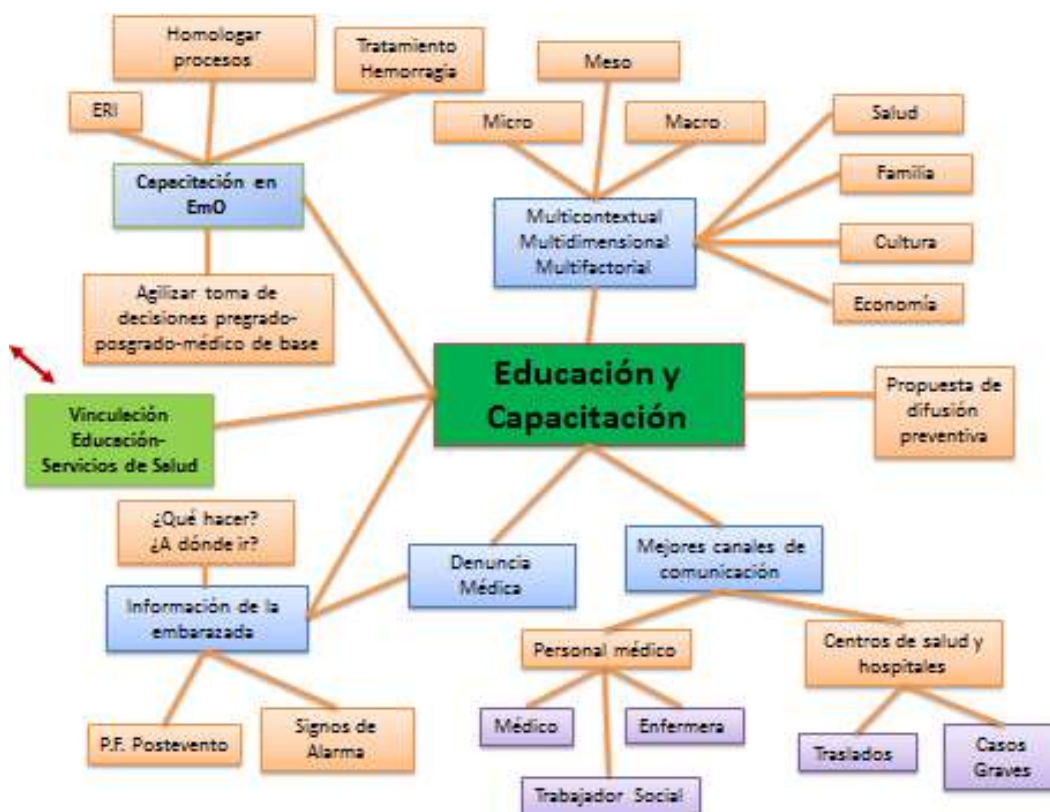 Homologar
procesos
Tratamiento
Hemorragia
ERI
Capacitación en
EmO
Agilizar toma de
decisiones pregrado-
posgrado-médico de base
Meso
Micro
Macro
Multicontextual
Multidimensional
Multifactorial
Salud
Familia
Cultura
Economía
Educación y
Capacitación
Propuesta de
difusión
preventiva
Vinculeción
Educación-
Servicios de Salud
¿Qué hacer?
¿A dónde ir?
Información de la
embarazada
P.F. Postevento
Signos de
Alarma
Denuncia
Médica
Mejores canales de
comunicación
Personal médico
Médico
Enfermera
Trabajador Social
Centros de salud y
hospitales
Traslados
Casos
Graves